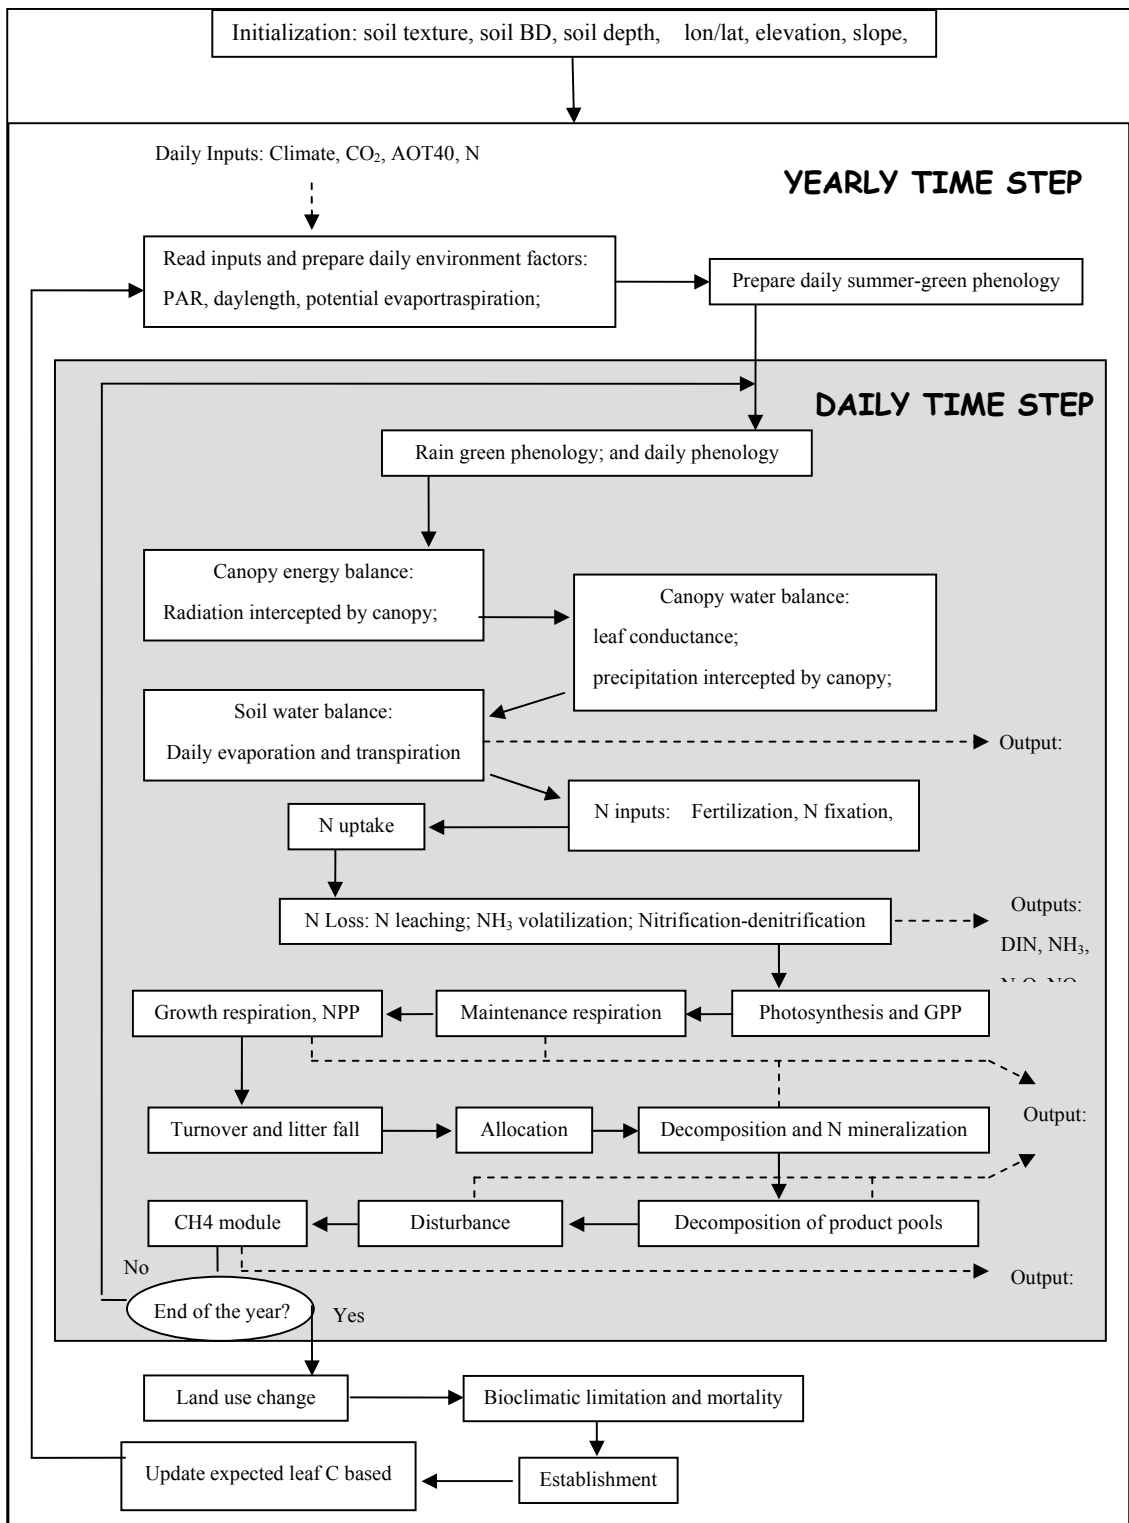 Initialization: soil texture, soil BD, soil depth, lon/lat, elevation, slope,
Daily Inputs: Climate, CO₂, AOT40, N
YEARLY TIME STEP
Read inputs and prepare daily environment factors:
PAR, daylength, potential evaportraspiration;
Prepare daily summer-green phenology
DAILY TIME STEP
Rain green phenology; and daily phenology
Canopy energy balance:
Radiation intercepted by canopy;
Canopy water balance:
leaf conductance;
precipitation intercepted by canopy;
Soil water balance:
Daily evaporation and transpiration
Output:
N inputs: Fertilization, N fixation,
N uptake
N Loss: N leaching; NH₃ volatilization; Nitrification-denitrification
Outputs:
DIN, NH₃,
Growth respiration, NPP
Maintenance respiration
Photosynthesis and GPP
Turnover and litter fall
Allocation
Decomposition and N mineralization
Output:
CH4 module
Disturbance
Decomposition of product pools
No
Output:
End of the year?
Yes
Land use change
Bioclimatic limitation and mortality
Update expected leaf C based
Establishment